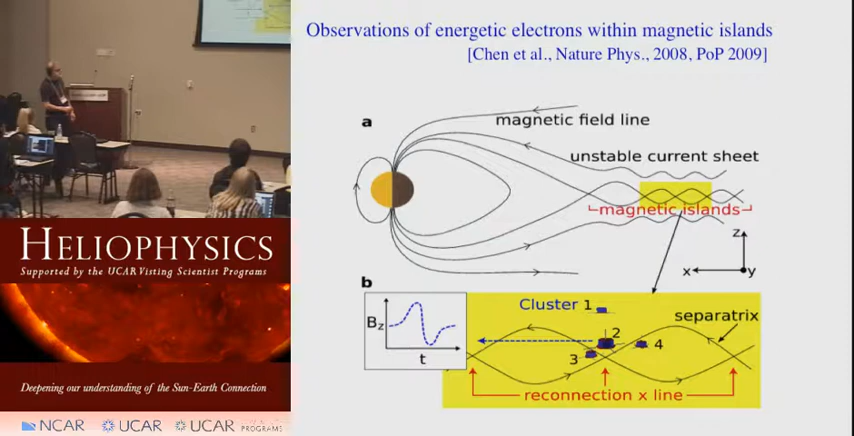 Observations of energetic electrons within magnetic islands
[Chen et al., Nature Phys., 2008, PoP 2009]
a
magnetic field line
unstable current sheet
magnetic islands
z
x
y
b
Bz
t
Cluster 1
2
3
4
separatrix
reconnection x line
HELIOPHYSICS
Supported by the UCAR Visting Scientist Programs
Deepening our understanding of the Sun-Earth Connection
NCAR UCAR UCAR PROGRAMS